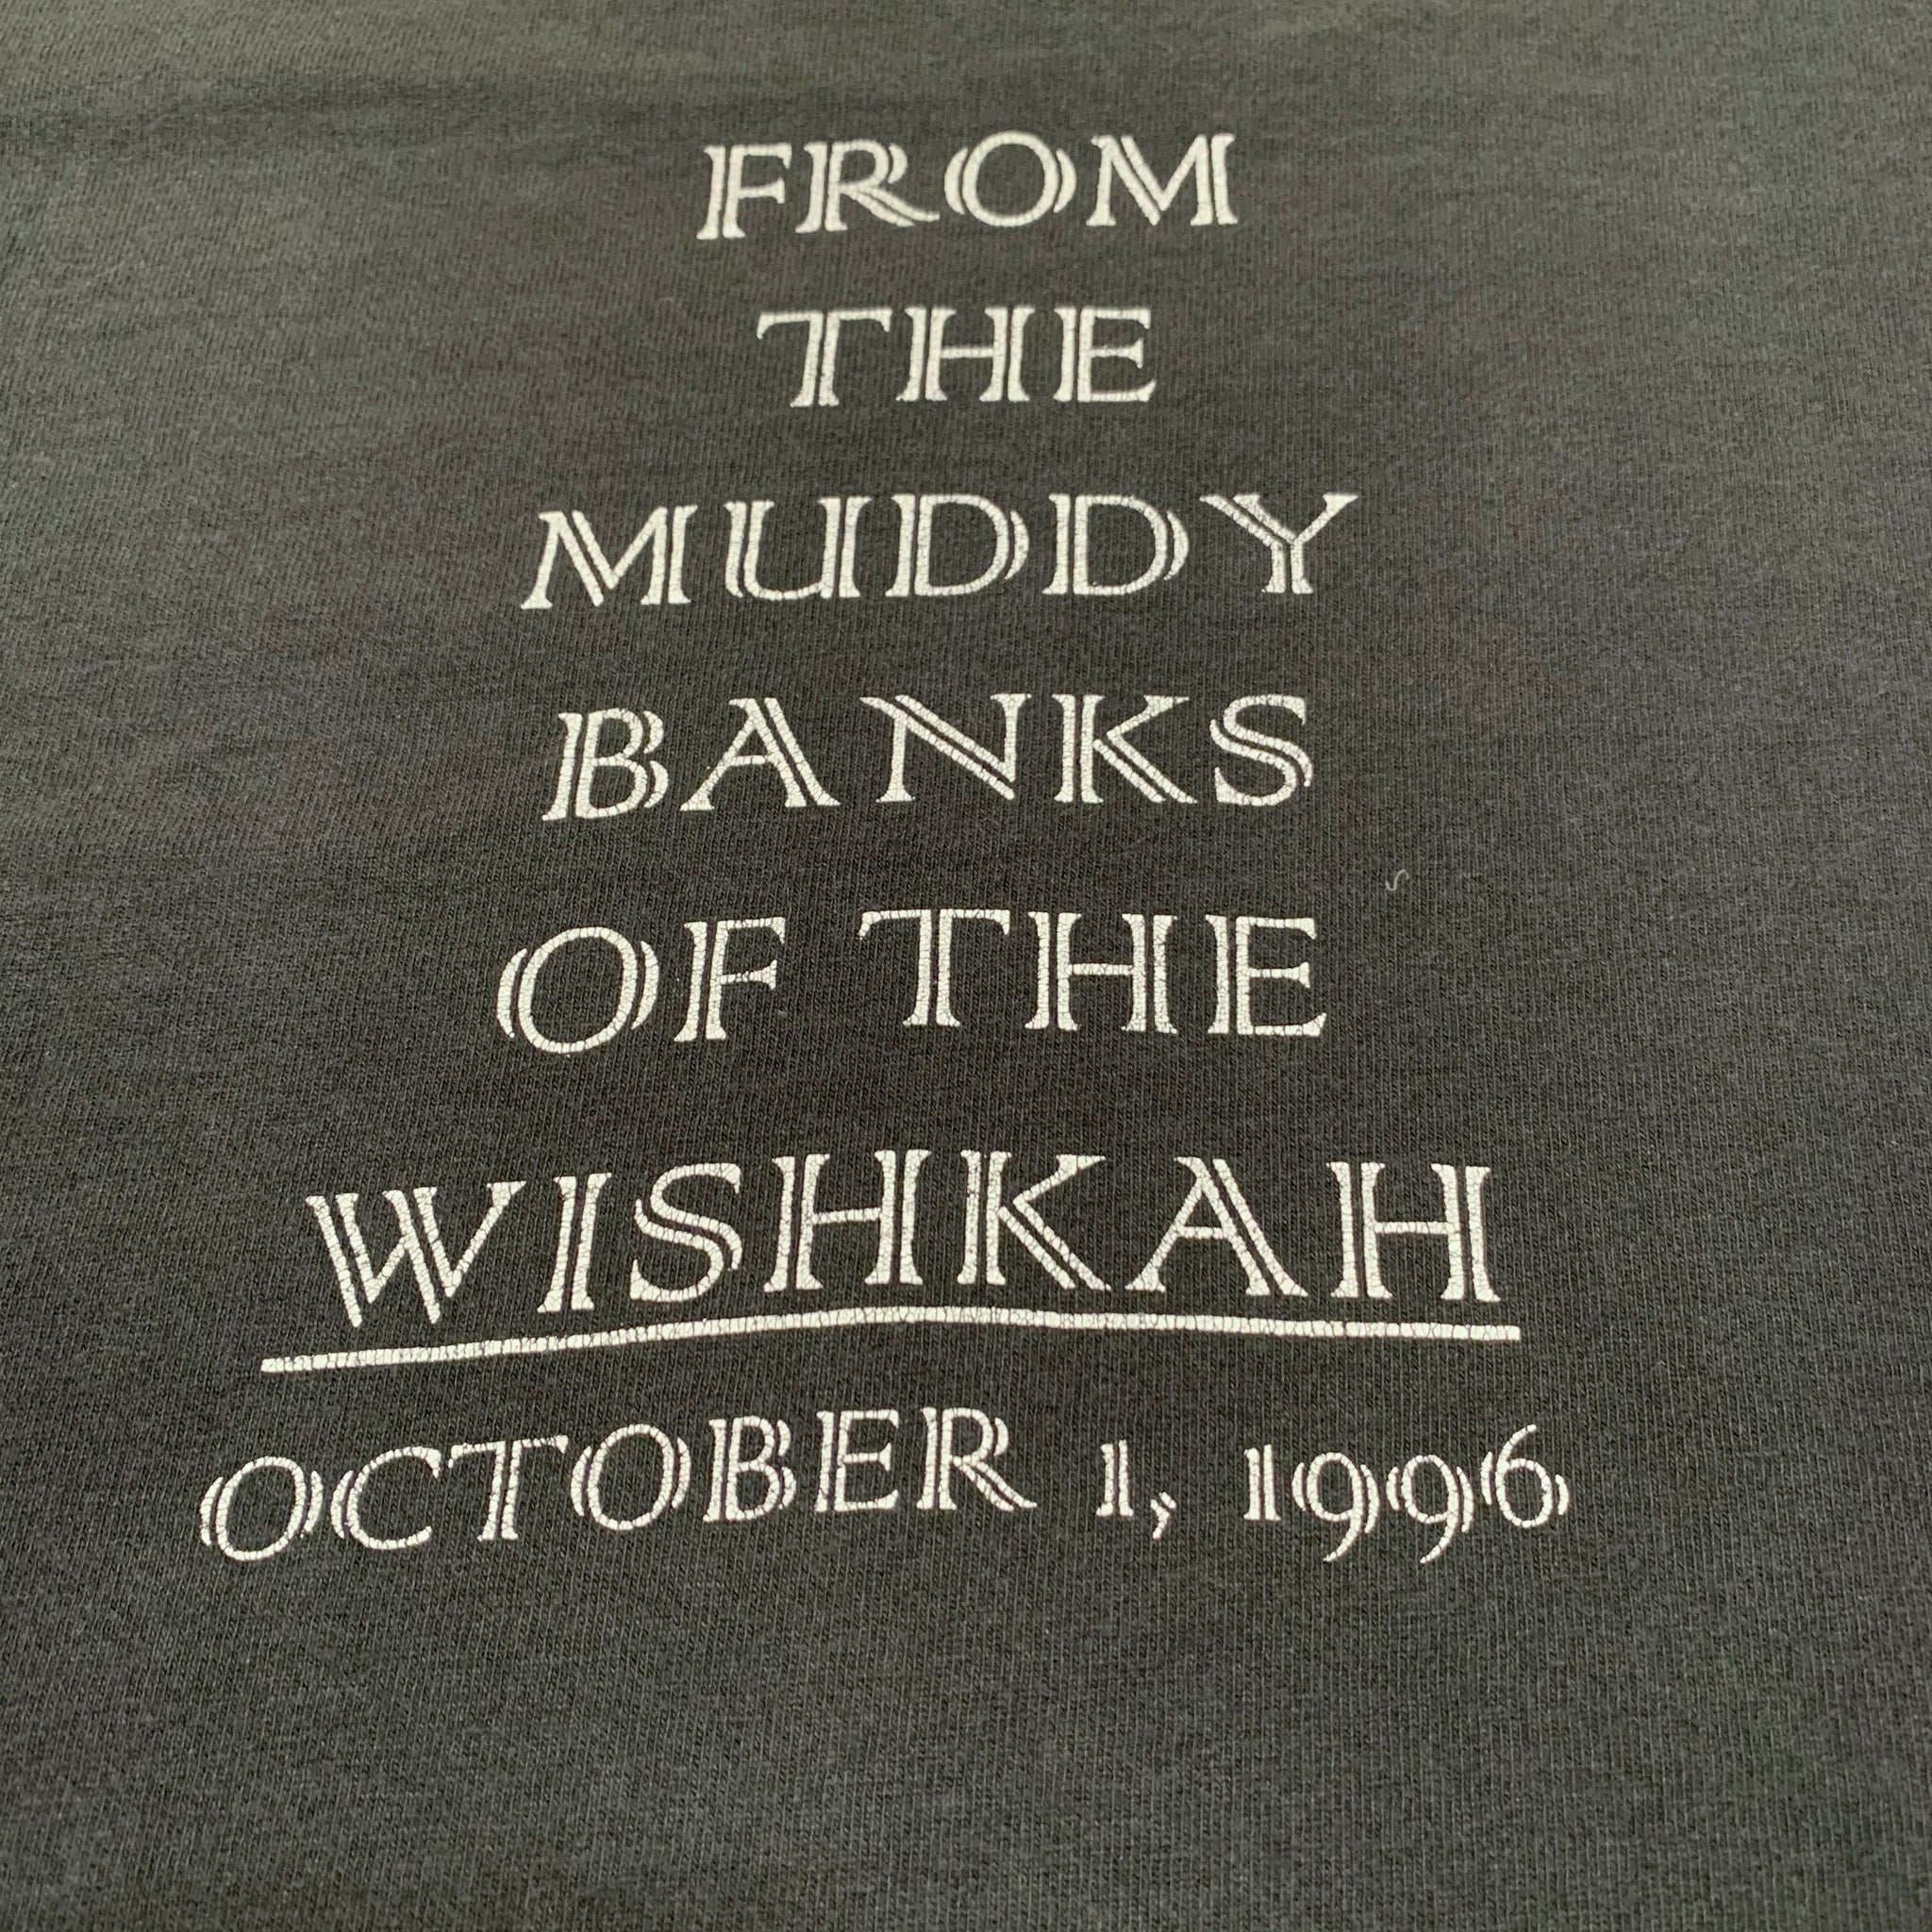 FROM
THE
MUDDY
BANKS
OF THE
WISHKAH
OCTOBER 1, 1996